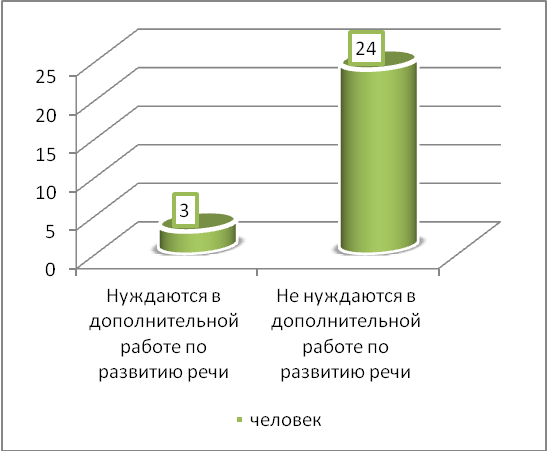 24
25
20
15
10
5
0
3
Нуждаются в
дополнительной
работе по
развитию речи
Не нуждаются в
дополнительной
работе по
развитию речи
человек